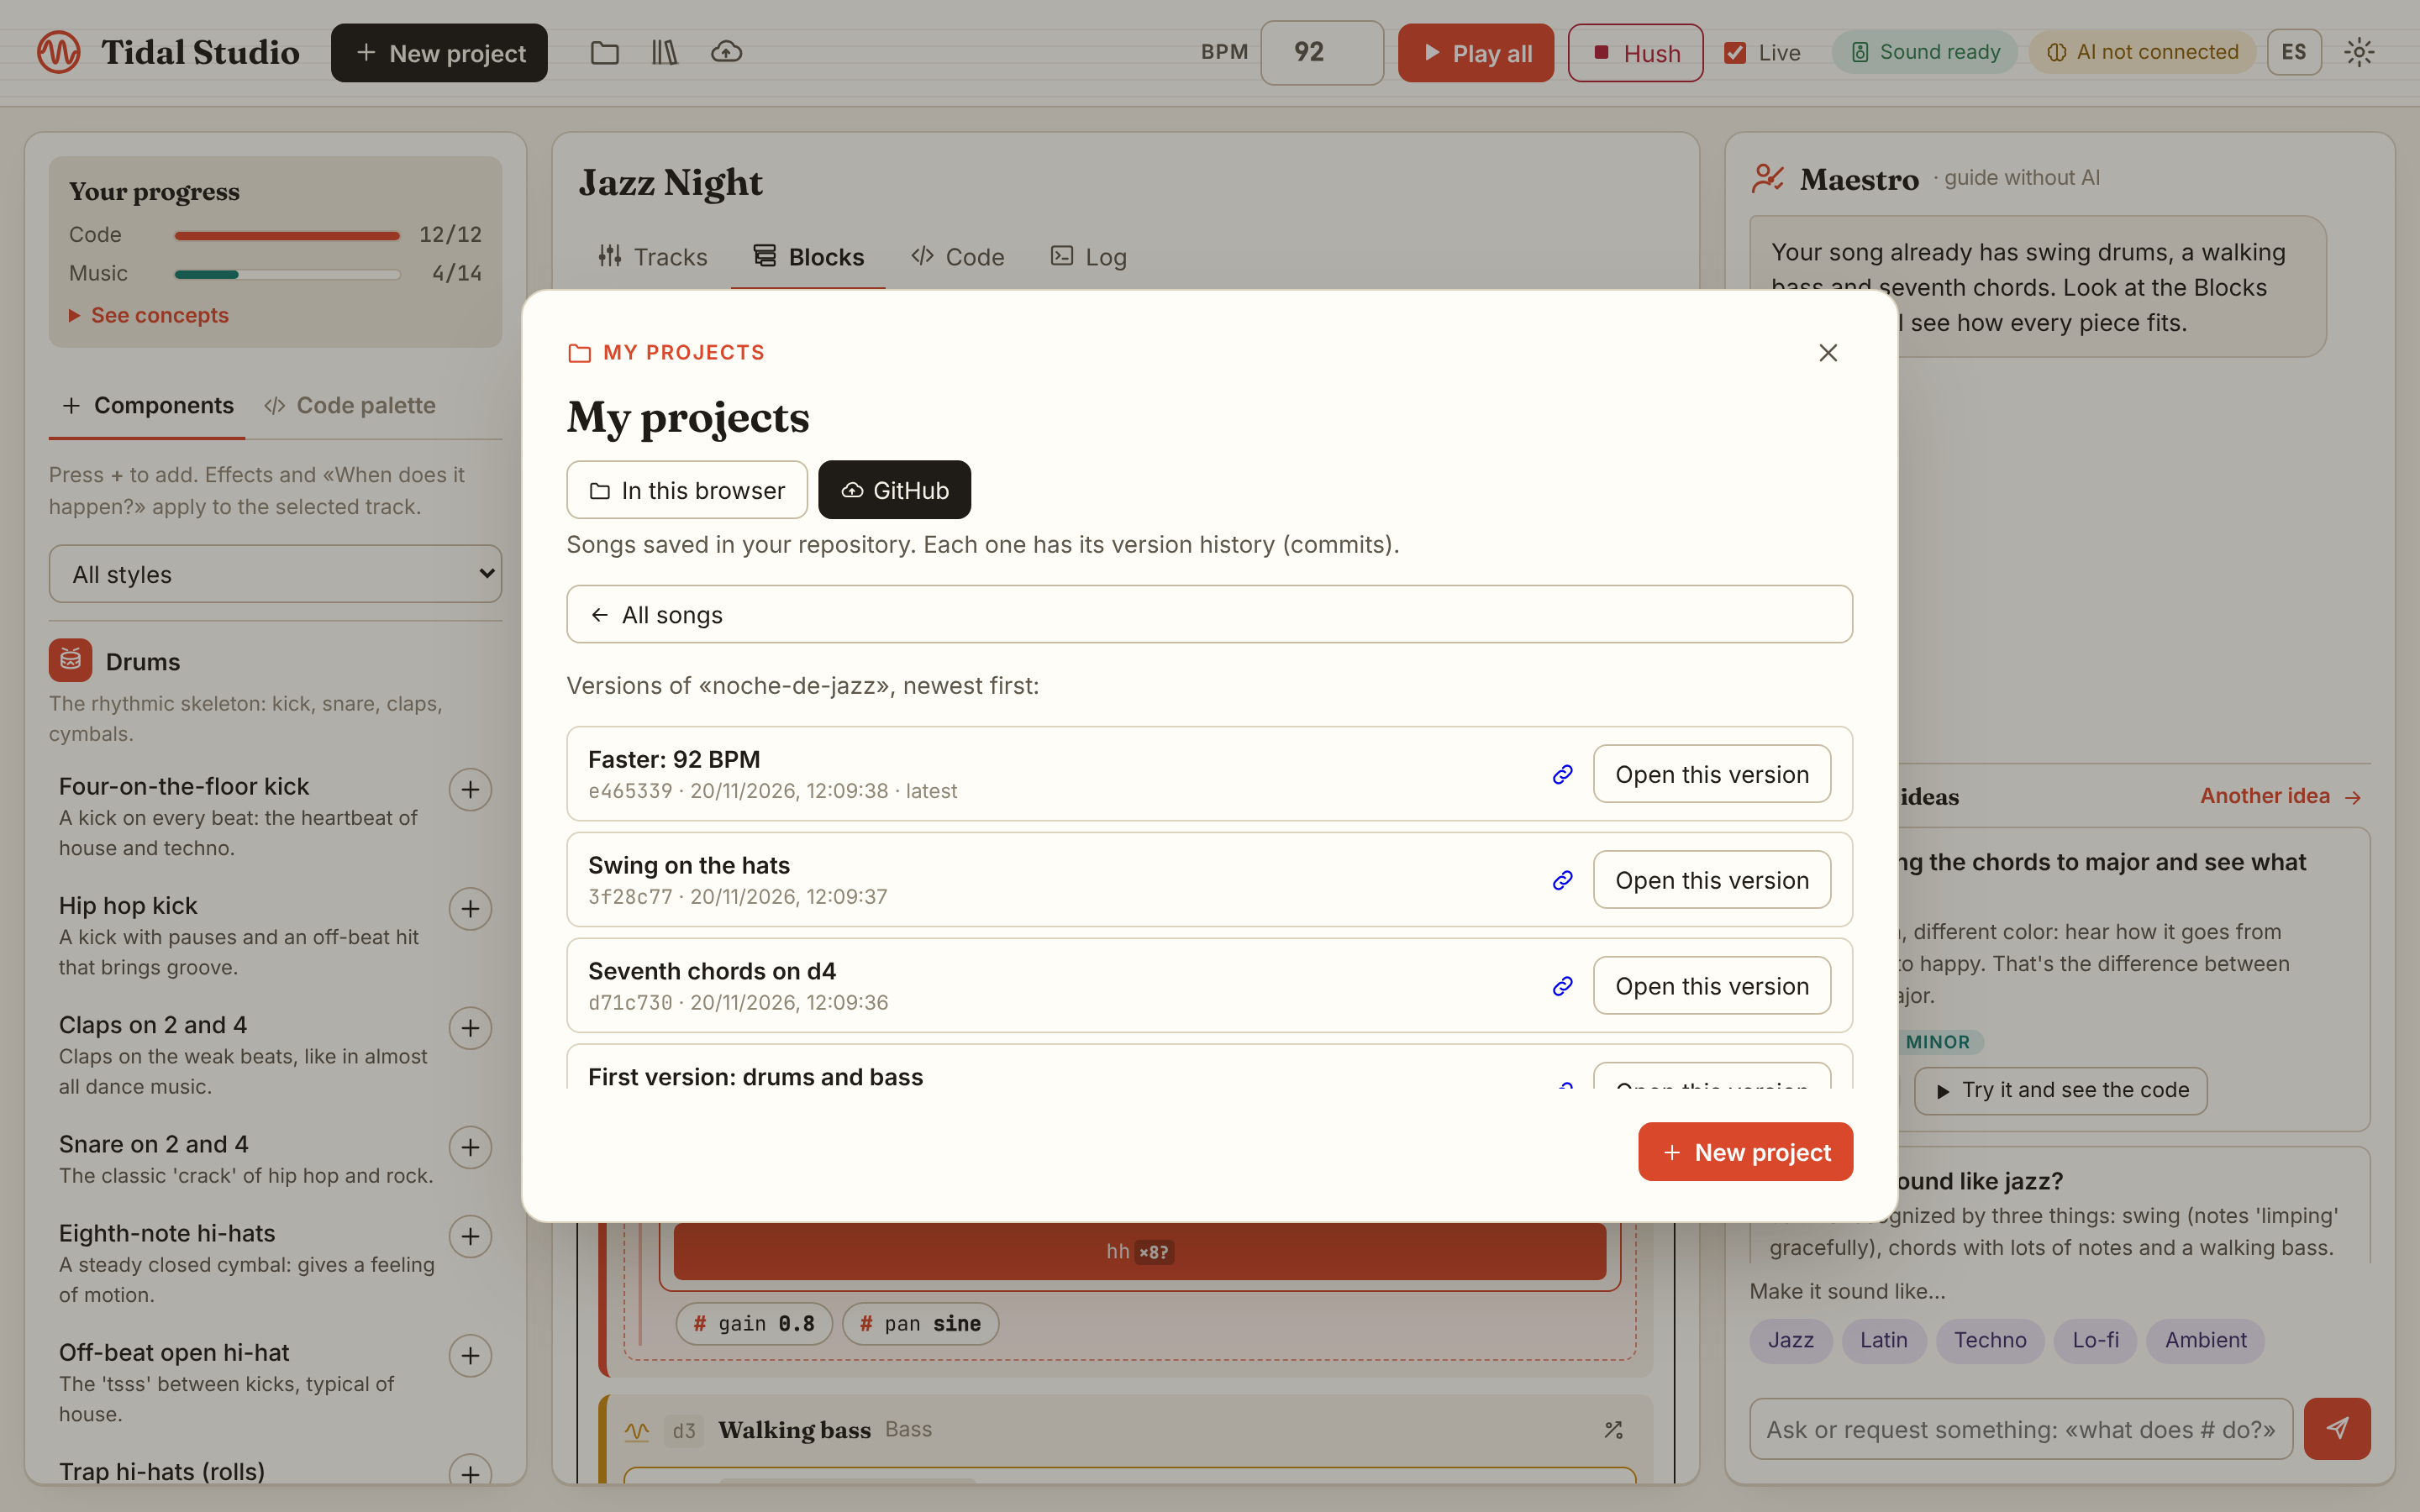 Tidal Studio
+ New project
BPM 92
Play all
Hush
Live
Sound ready
AI not connected
ES
Your progress
Code 12/12
Music 4/14
See concepts
+ Components
</> Code palette
Press + to add. Effects and «When does it
happen?» apply to the selected track.
All styles
Drums
The rhythmic skeleton: kick, snare, claps,
cymbals.
Four-on-the-floor kick
A kick on every beat: the heartbeat of
house and techno.
Hip hop kick
A kick with pauses and an off-beat hit
that brings groove.
Claps on 2 and 4
Claps on the weak beats, like in almost
all dance music.
Snare on 2 and 4
The classic 'crack' of hip hop and rock.
Eighth-note hi-hats
A steady closed cymbal: gives a feeling
of motion.
Off-beat open hi-hat
The 'tsss' between kicks, typical of
house.
Trap hi-hats (rolls)
Jazz Night
Tracks
Blocks
</> Code
Log
MY PROJECTS
My projects
In this browser
GitHub
Songs saved in your repository. Each one has its version history (commits).
← All songs
Versions of «noche-de-jazz», newest first:
Faster: 92 BPM
e465339 · 20/11/2026, 12:09:38 · latest
Open this version
Swing on the hats
3f28c77 · 20/11/2026, 12:09:37
Open this version
Seventh chords on d4
d71c730 · 20/11/2026, 12:09:36
Open this version
First version: drums and bass
Open this version
+ New project
hh ×8?
# gain 0.8
# pan sine
d3 Walking bass Bass
Maestro · guide without AI
Your song already has swing drums, a walking
bass and seventh chords. Look at the Blocks
see how every piece fits.
ideas
Another idea →
the chords to major and see what
, different color: hear how it goes from
to happy. That's the difference between
MINOR
Try it and see the code
sound like jazz?
by three things: swing (notes 'limping'
gracefully), chords with lots of notes and a walking bass.
Make it sound like...
Jazz
Latin
Techno
Lo-fi
Ambient
Ask or request something: «what does # do?»